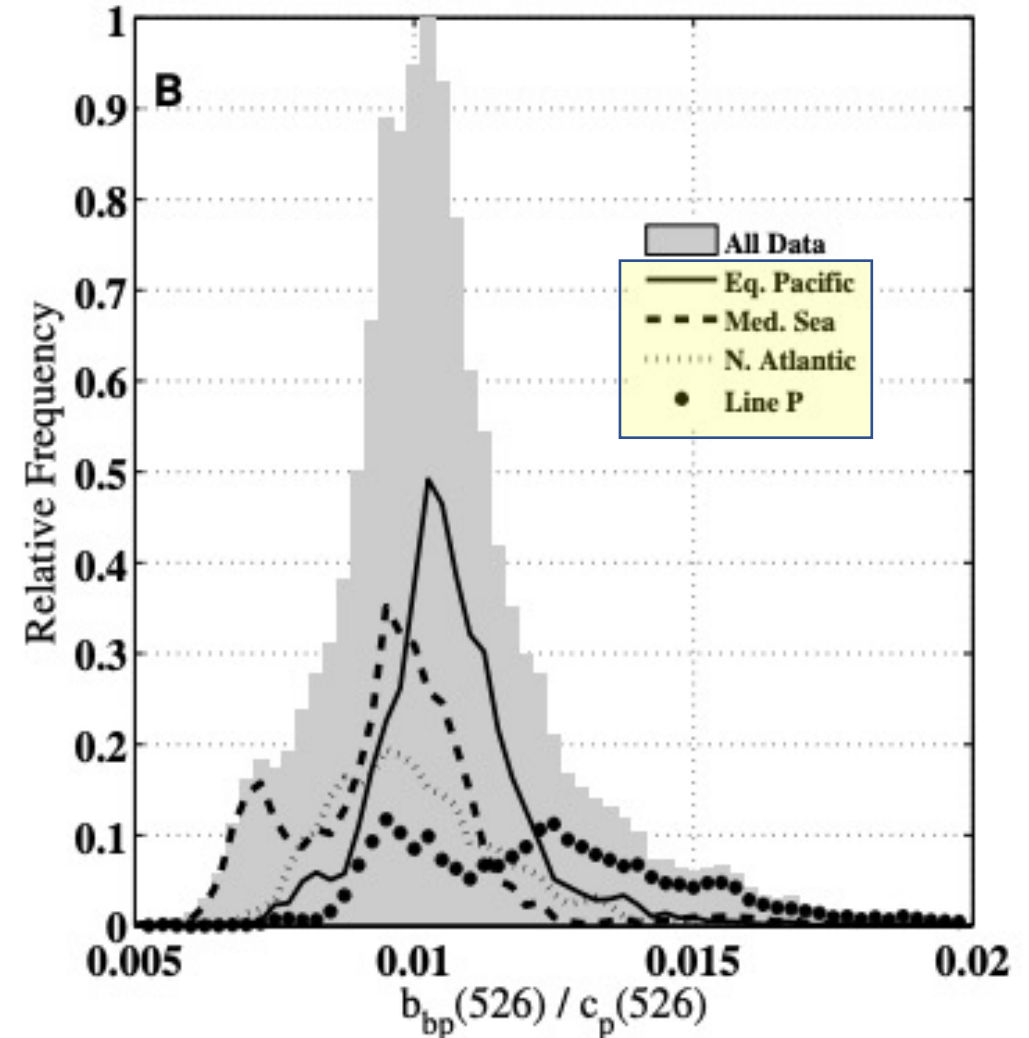 B
1
0.9
0.8
0.7
0.6
0.5
0.4
0.3
0.2
0.1
0
Relative Frequency
All Data
Eq. Pacific
Med. Sea
N. Atlantic
Line P
0.005 0.01 0.015 0.02
b_bp(526) / c_p(526)